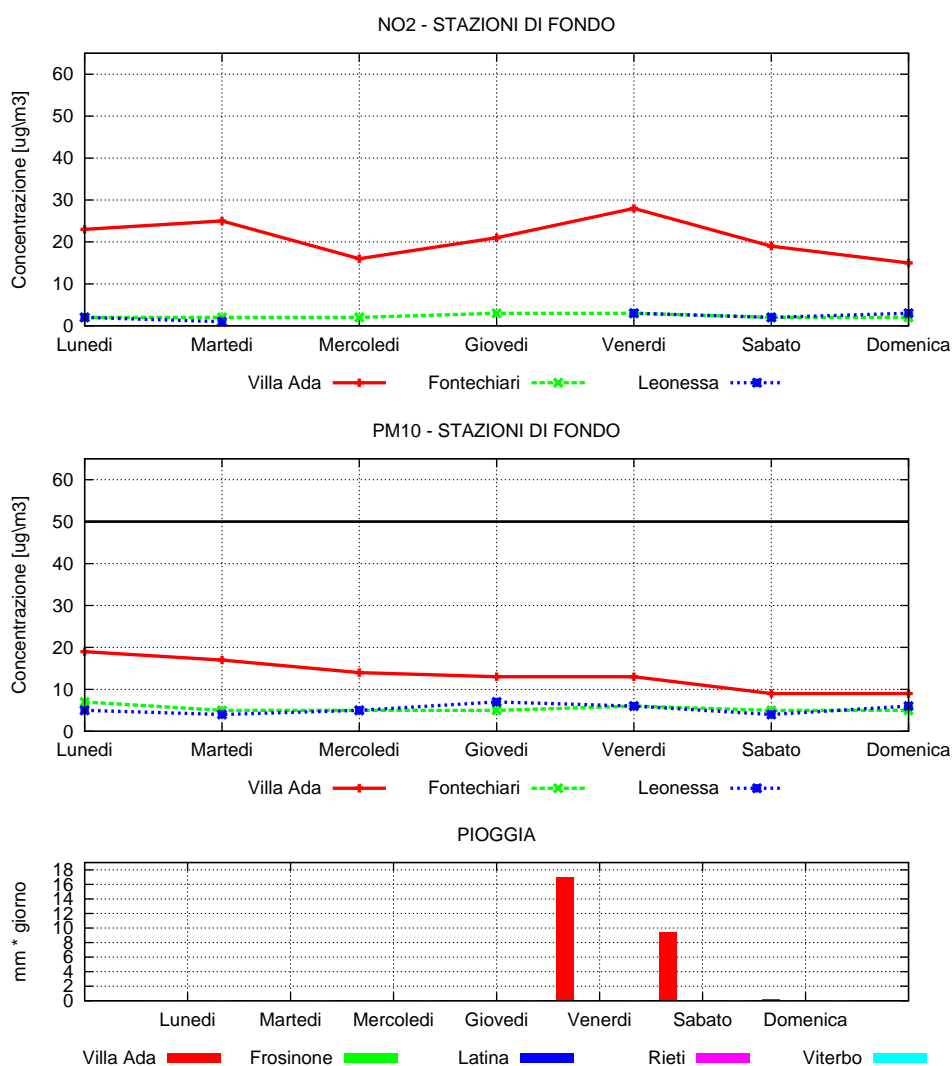 NO2 - STAZIONI DI FONDO
Concentrazione [ug\m3]
60
50
40
30
20
10
0
Lunedi Martedi Mercoledi Giovedi Venerdi Sabato Domenica
Villa Ada Fontechiari Leonessa
PM10 - STAZIONI DI FONDO
Concentrazione [ug\m3]
60
50
40
30
20
10
0
Lunedi Martedi Mercoledi Giovedi Venerdi Sabato Domenica
Villa Ada Fontechiari Leonessa
PIOGGIA
mm * giorno
18
16
14
12
10
8
6
4
2
0
Lunedi Martedi Mercoledi Giovedi Venerdi Sabato Domenica
Villa Ada Frosinone Latina Rieti Viterbo